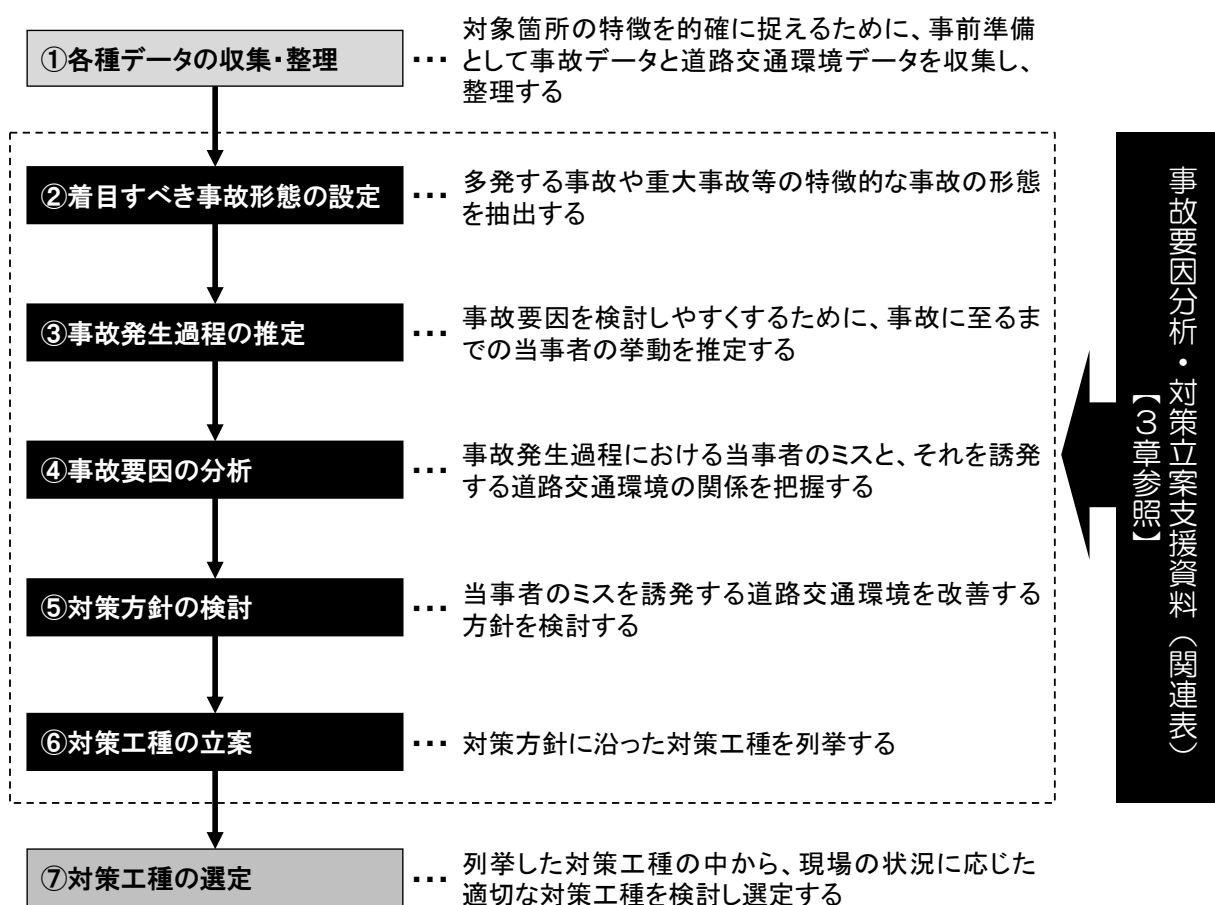 ①各種データの収集・整理
･･･
対象箇所の特徴を的確に捉えるために、事前準備
として事故データと道路交通環境データを収集し、
整理する
②着目すべき事故形態の設定
･･･
多発する事故や重大事故等の特徴的な事故の形態
を抽出する
③事故発生過程の推定
･･･
事故要因を検討しやすくするために、事故に至るま
での当事者の挙動を推定する
④事故要因の分析
･･･
事故発生過程における当事者のミスと、それを誘発
する道路交通環境の関係を把握する
⑤対策方針の検討
･･･
当事者のミスを誘発する道路交通環境を改善する
方針を検討する
⑥対策工種の立案
･･･
対策方針に沿った対策工種を列挙する
⑦対策工種の選定
･･･
列挙した対策工種の中から、現場の状況に応じた
適切な対策工種を検討し選定する
事故要因分析・対策立案支援資料（関連表）
【３章参照】